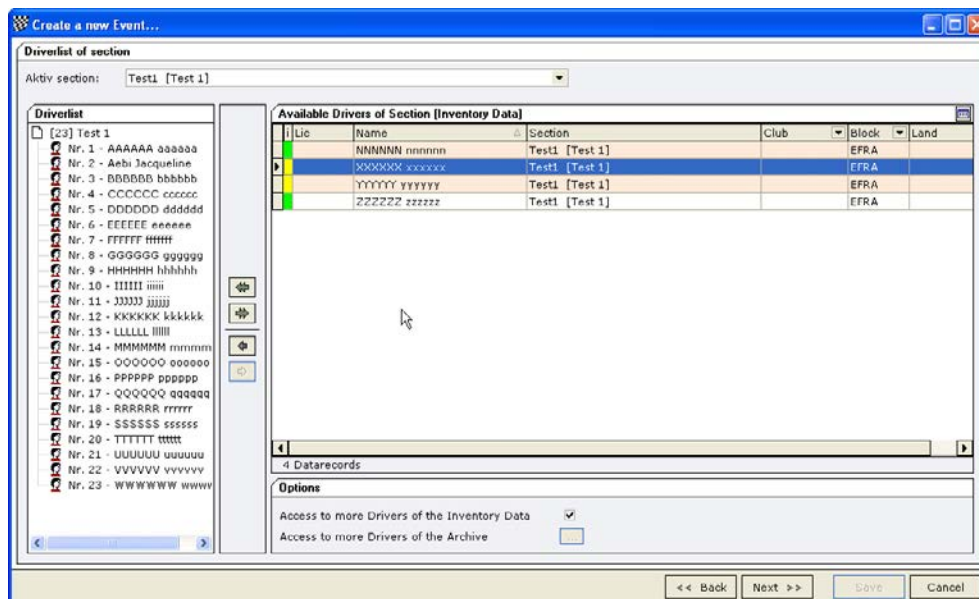 Create a new Event...
Driverlist of section
Aktiv section: Test1 [Test 1]
Driverlist
[23] Test 1
Nr. 1 - AAAAAA aaaaaa
Nr. 2 - Aebi Jacqueline
Nr. 3 - BBBBBB bbbbbb
Nr. 4 - CCCCCC cccccc
Nr. 5 - DDDDDD dddddd
Nr. 6 - EEEEEE eeeeee
Nr. 7 - FFFFFF fffffff
Nr. 8 - GGGGGG gggggg
Nr. 9 - HHHHHH hhhhhh
Nr. 10 - IIIIII iiiiii
Nr. 11 - JJJJJJ jjjjjj
Nr. 12 - KKKKKK kkkkkk
Nr. 13 - LLLLLL llllll
Nr. 14 - MMMMMM mmmm
Nr. 15 - OOOOOO oooooo
Nr. 16 - PPPPPP pppppp
Nr. 17 - QQQQQQ qqqqqq
Nr. 18 - RRRRRR rrrrrr
Nr. 19 - SSSSSS ssssss
Nr. 20 - TTTTTT tttttt
Nr. 21 - UUUUUU uuuuuu
Nr. 22 - VVVVVV vvvvvv
Nr. 23 - WWWWWW wwww
Available Drivers of Section [Inventory Data]
i Lic Name Section Club Block Land
NNNNNN nnnnnn Test1 [Test 1] EFRA
XXXXXX xxxxxx Test1 [Test 1] EFRA
YYYYYY yyyyyy Test1 [Test 1] EFRA
ZZZZZZ zzzzzz Test1 [Test 1] EFRA
4 Datarecords
Options
Access to more Drivers of the Inventory Data
Access to more Drivers of the Archive
<< Back Next >> Save Cancel